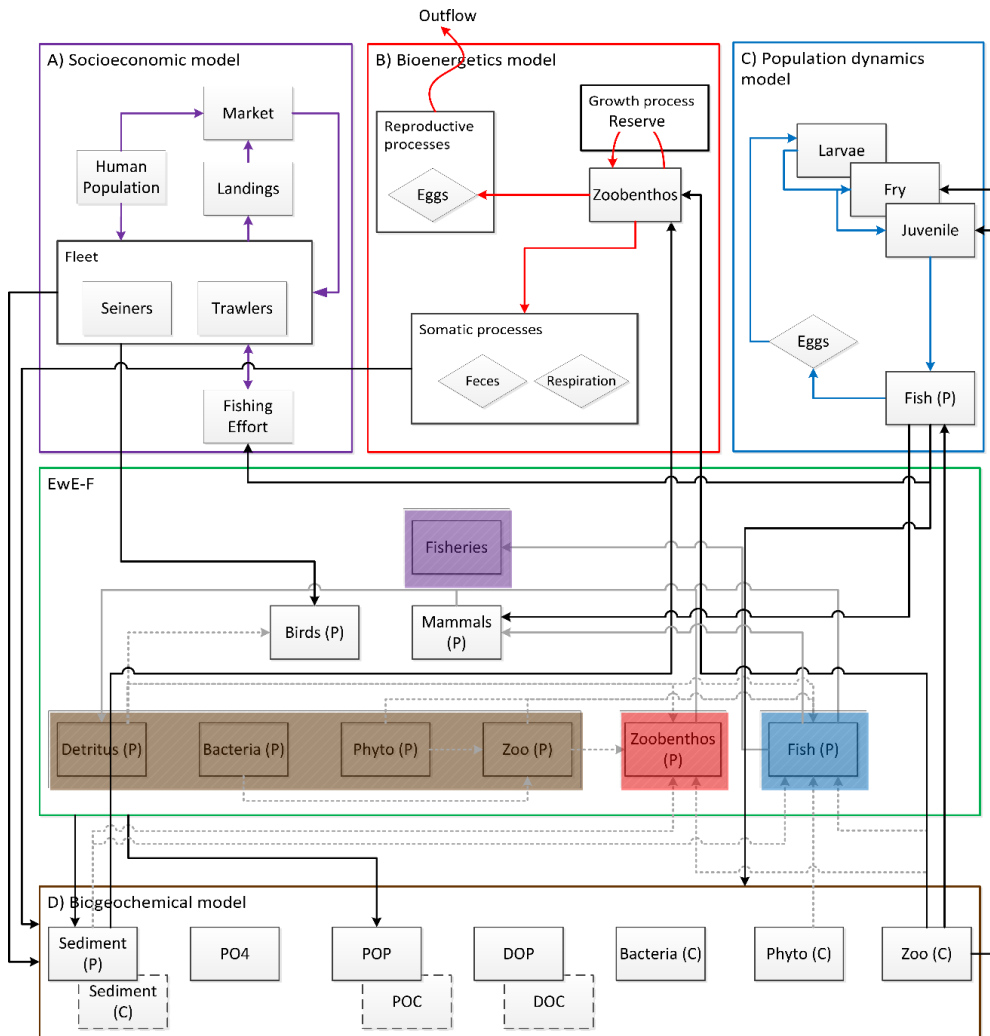 Outflow
A) Socioeconomic model
Market
Human
Population
Landings
Fleet
Seiners
Trawlers
Fishing
Effort
B) Bioenergetics model
Growth process
Reserve
Reproductive
processes
Eggs
Zoobenthos
Somatic processes
Feces
Respiration
C) Population dynamics
model
Larvae
Fry
Juvenile
Eggs
Fish (P)
EwE-F
Fisheries
Birds (P)
Mammals
(P)
Detritus (P)
Bacteria (P)
Phyto (P)
Zoo (P)
Zoobenthos
(P)
Fish (P)
D) Biogeochemical model
Sediment
(P)
Sediment
(C)
PO4
POP
POC
DOP
DOC
Bacteria (C)
Phyto (C)
Zoo (C)